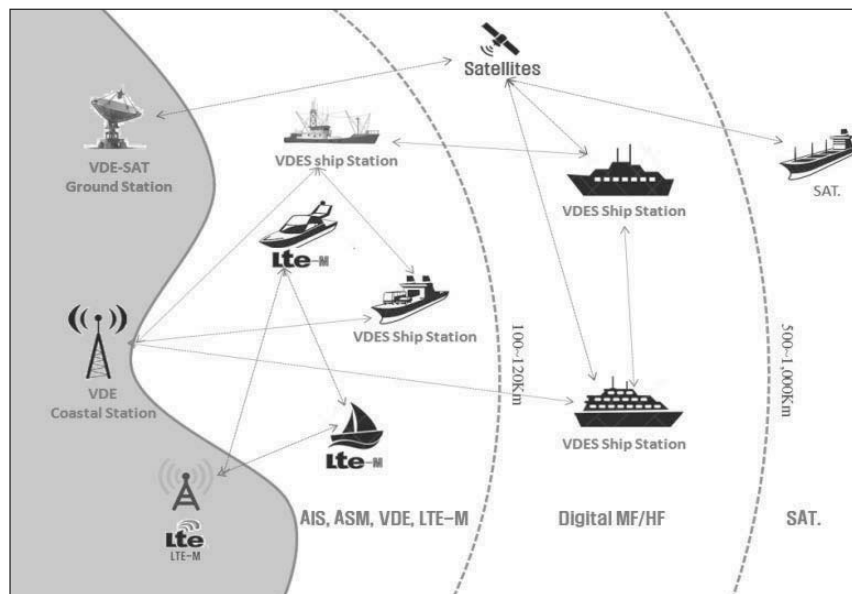 Satellites
VDE-SAT
Ground Station
VDES ship Station
VDES Ship Station
SAT.
Lte-M
VDES Ship Station
100~120Km
500~1,000Km
VDE
Coastal Station
VDES Ship Station
Lte-M
Lte
LTE-M
AIS, ASM, VDE, LTE-M
Digital MF/HF
SAT.